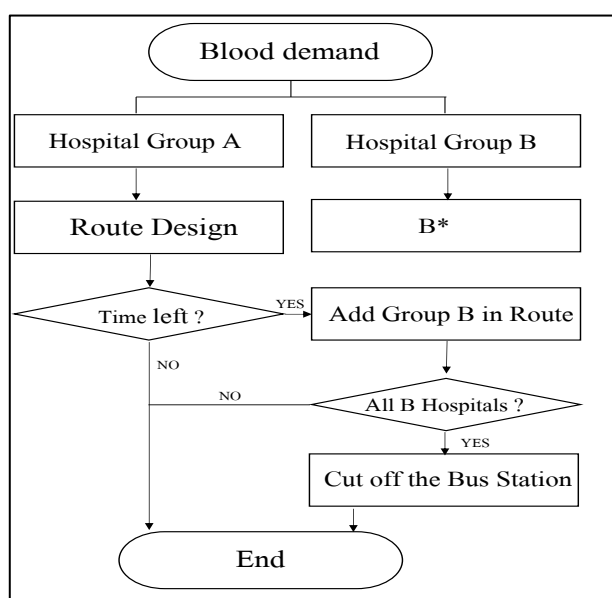 Blood demand
Hospital Group A
Hospital Group B
Route Design
B*
Time left ?
YES
Add Group B in Route
NO
NO
All B Hospitals ?
YES
Cut off the Bus Station
End